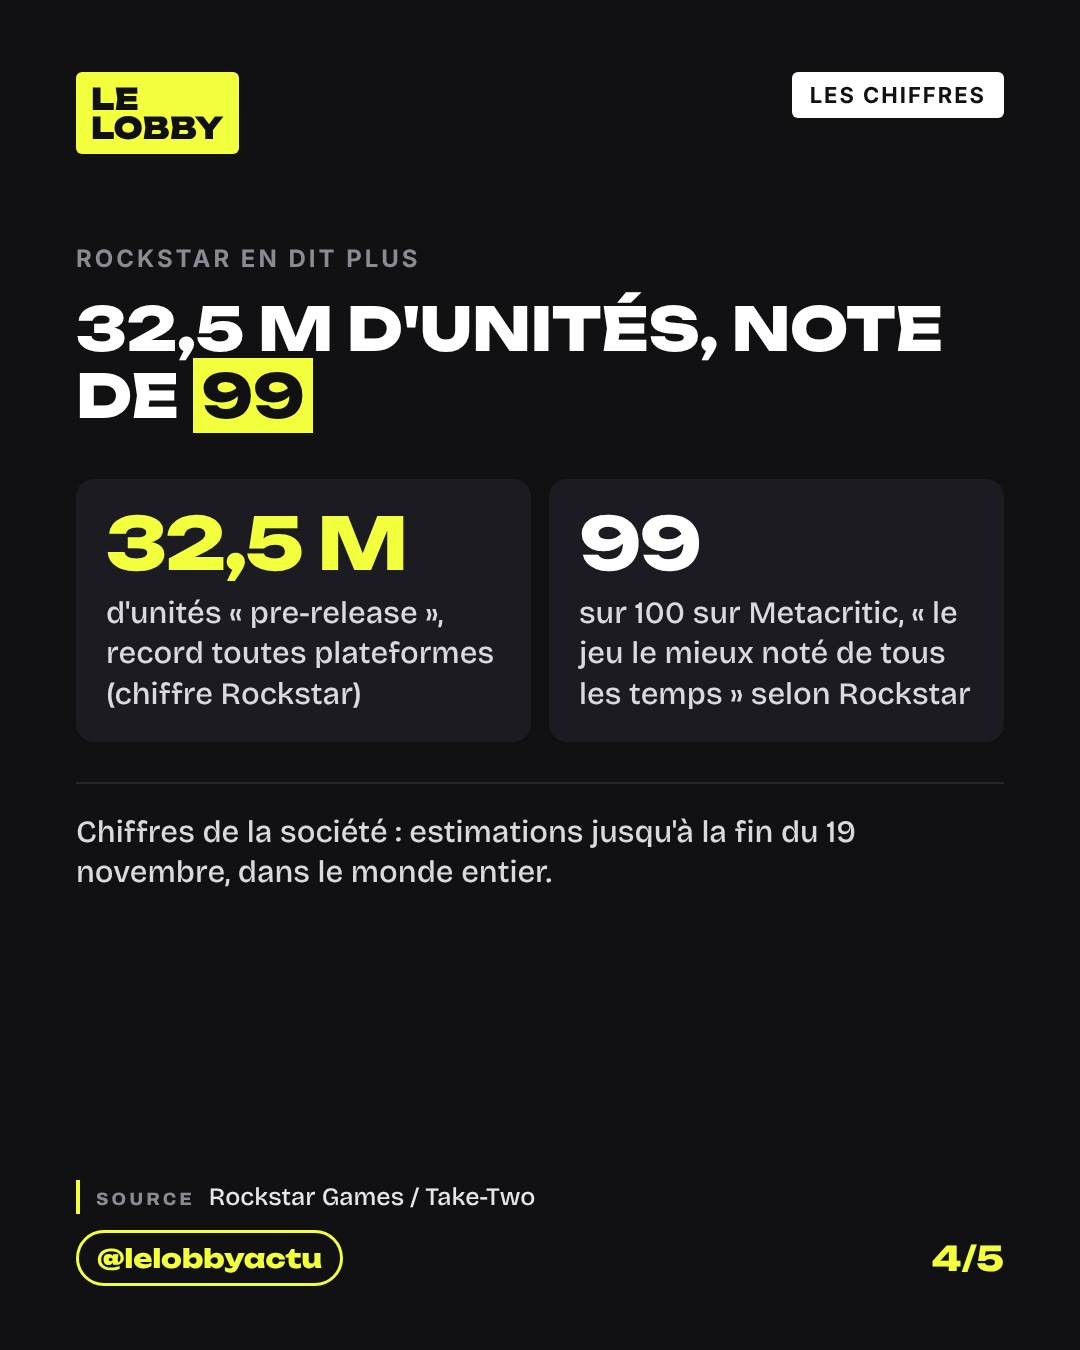 LE
LOBBY
LES CHIFFRES
ROCKSTAR EN DIT PLUS
32,5 M D'UNITÉS, NOTE
DE 99
32,5 M
d'unités « pre-release »,
record toutes plateformes
(chiffre Rockstar)
99
sur 100 sur Metacritic, « le
jeu le mieux noté de tous
les temps » selon Rockstar
Chiffres de la société : estimations jusqu'à la fin du 19
novembre, dans le monde entier.
SOURCE Rockstar Games / Take-Two
@lelobbyactu
4/5